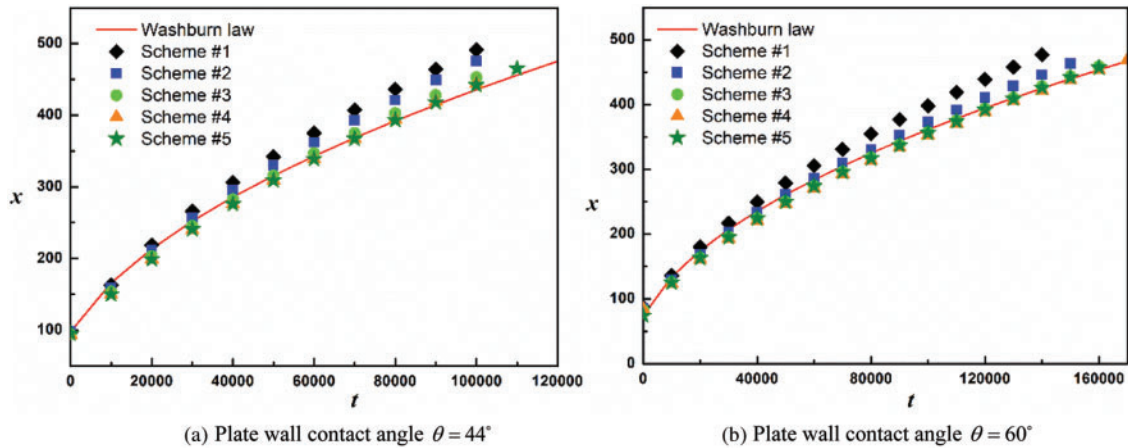 Washburn law
Scheme #1
Scheme #2
Scheme #3
Scheme #4
Scheme #5
500
400
300
200
100
x
0 20000 40000 60000 80000 100000 120000
t
(a) Plate wall contact angle θ = 44°
Washburn law
Scheme #1
Scheme #2
Scheme #3
Scheme #4
Scheme #5
500
400
300
200
100
0
x
0 40000 80000 120000 160000
t
(b) Plate wall contact angle θ = 60°